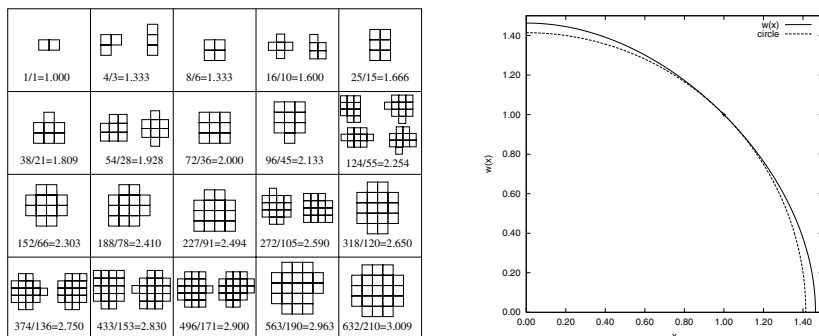 1/1=1.000 4/3=1.333 8/6=1.333 16/10=1.600 25/15=1.666
38/21=1.809 54/28=1.928 72/36=2.000 96/45=2.133 124/55=2.254
152/66=2.303 188/78=2.410 227/91=2.494 272/105=2.590 318/120=2.650
374/136=2.750 433/153=2.830 496/171=2.900 563/190=2.963 632/210=3.009
w(x)
circle
1.40
1.20
1.00
0.80
0.60
0.40
0.20
0.00
w(x)
0.00 0.20 0.40 0.60 0.80 1.00 1.20 1.40